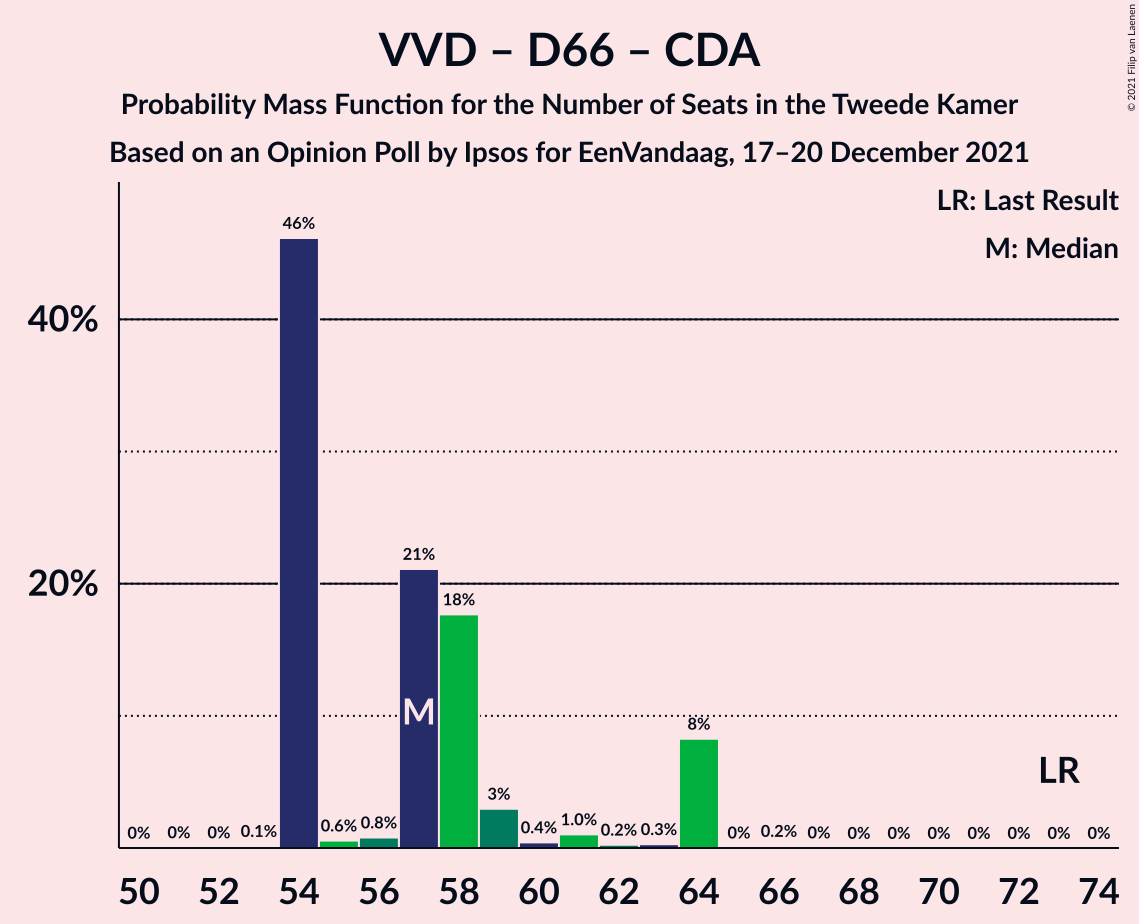 VVD – D66 – CDA
Probability Mass Function for the Number of Seats in the Tweede Kamer
Based on an Opinion Poll by Ipsos for EenVandaag, 17–20 December 2021
© 2021 Filip van Laenen
LR: Last Result
M: Median
40%
20%
0% 0% 0% 0.1% 46% 0.6% 0.8% 21% 18% 3% 0.4% 1.0% 0.2% 0.3% 8% 0% 0.2% 0% 0% 0% 0% 0% 0% 0% 0%
M
LR
50 52 54 56 58 60 62 64 66 68 70 72 74